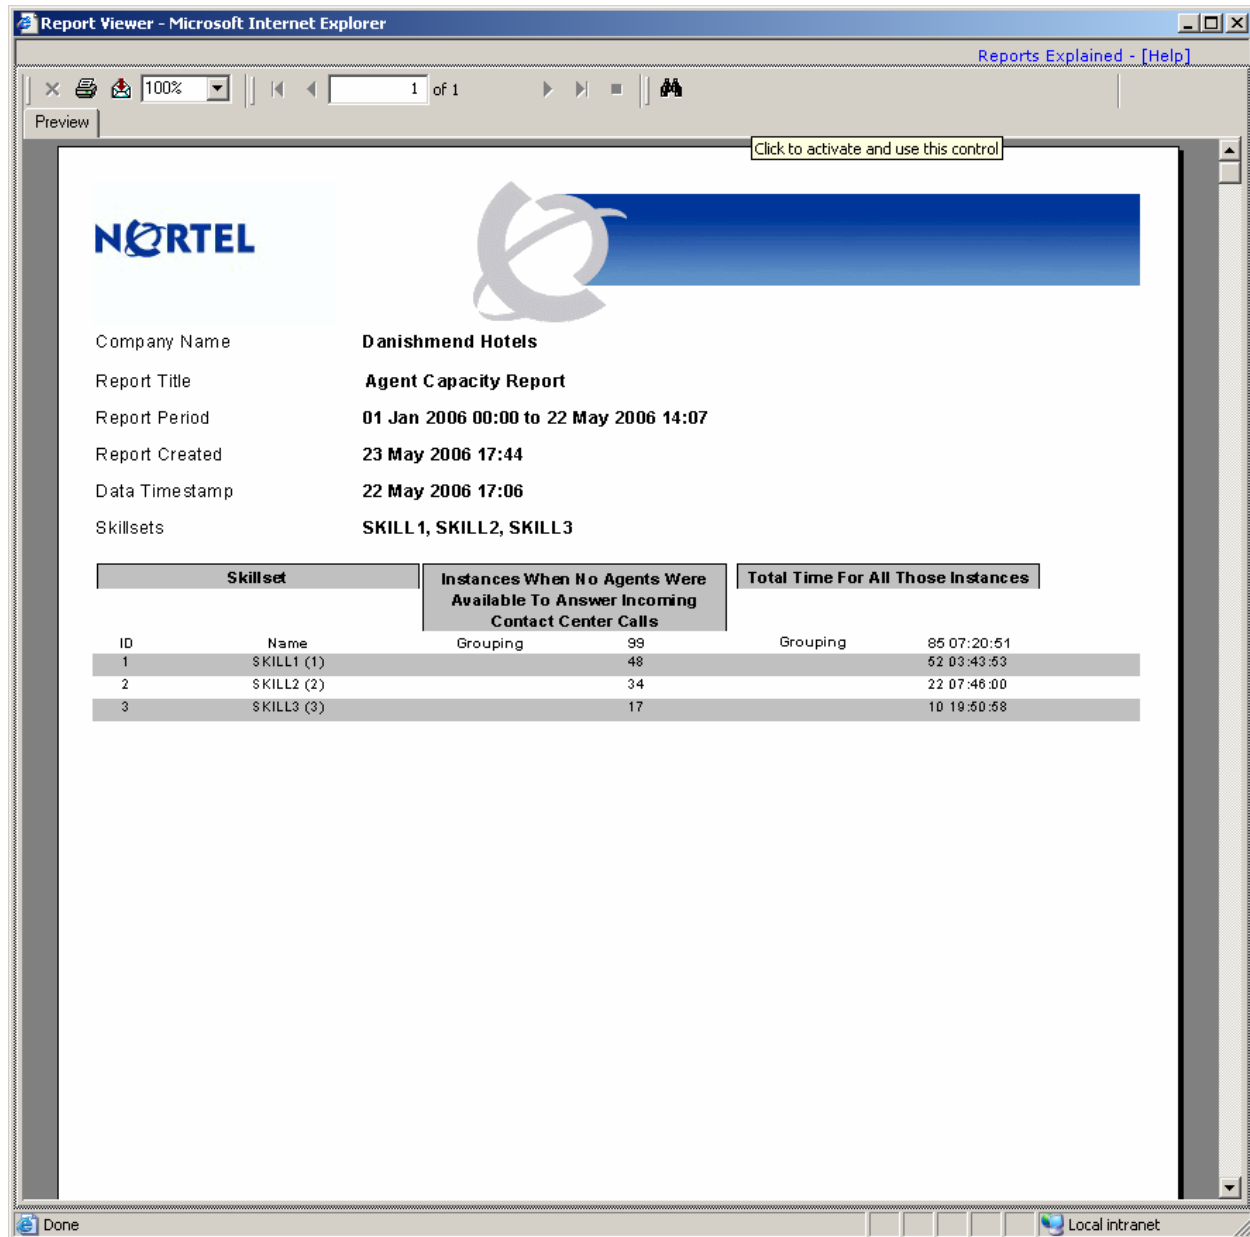 Report Viewer - Microsoft Internet Explorer
Reports Explained - [Help]
100%
1 of 1
Preview
Click to activate and use this control
NORTEL
Company Name Danishmend Hotels
Report Title Agent Capacity Report
Report Period 01 Jan 2006 00:00 to 22 May 2006 14:07
Report Created 23 May 2006 17:44
Data Timestamp 22 May 2006 17:06
Skillsets SKILL1, SKILL2, SKILL3
Skillset Instances When No Agents Were Total Time For All Those Instances
Available To Answer Incoming
Contact Center Calls
ID Name Grouping 99 Grouping 85 07:20:51
1 SKILL1 (1) 48 52 03:43:53
2 SKILL2 (2) 34 22 07:46:00
3 SKILL3 (3) 17 10 19:50:58
Done Local intranet